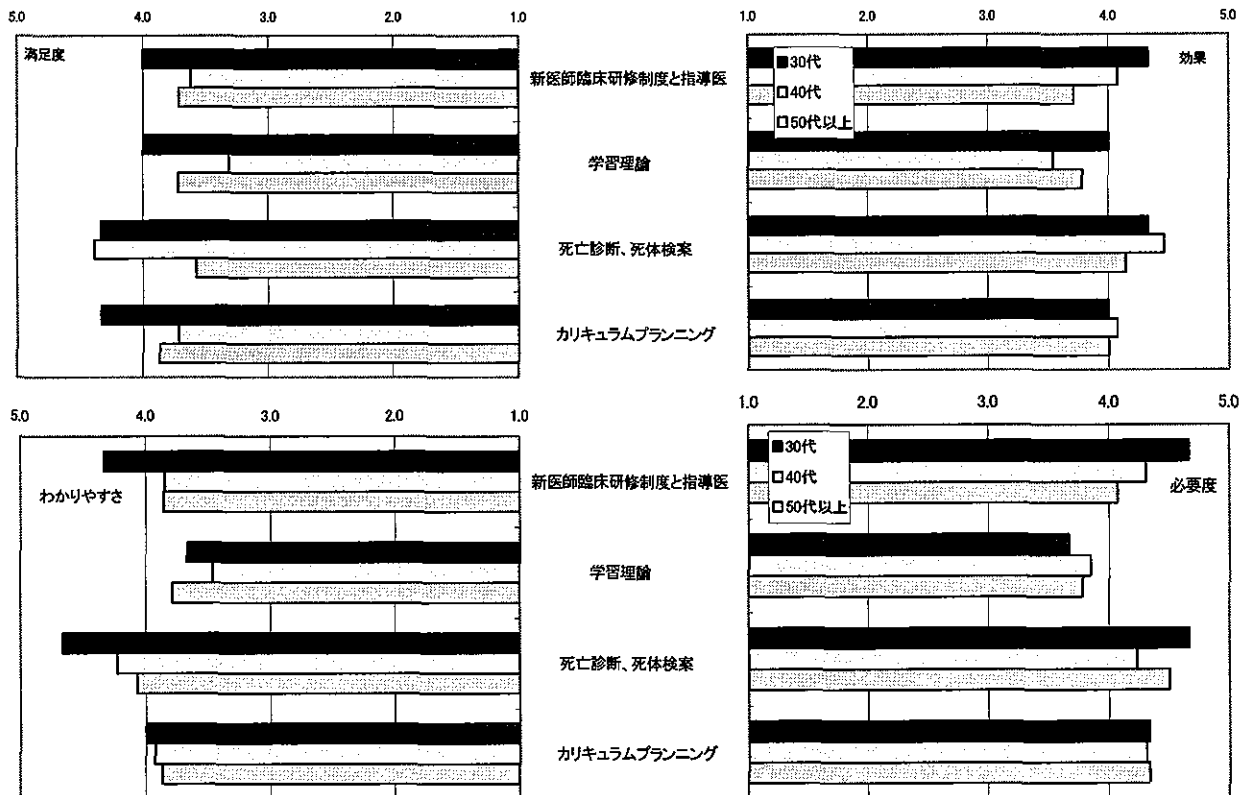 5.0 4.0 3.0 2.0 1.0
満足度
1.0 2.0 3.0 4.0 5.0
効果
■30代
□40代
□50代以上
新医師臨床研修制度と指導医
学習理論
死亡診断、死体検案
カリキュラムプランニング
5.0 4.0 3.0 2.0 1.0
わかりやすさ
1.0 2.0 3.0 4.0 5.0
必要度
■30代
□40代
□50代以上
新医師臨床研修制度と指導医
学習理論
死亡診断、死体検案
カリキュラムプランニング